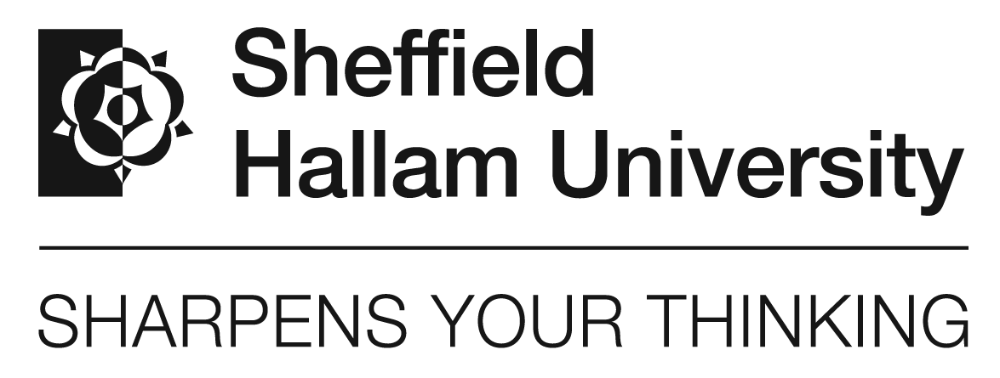 Sheffield
Hallam University
SHARPENS YOUR THINKING